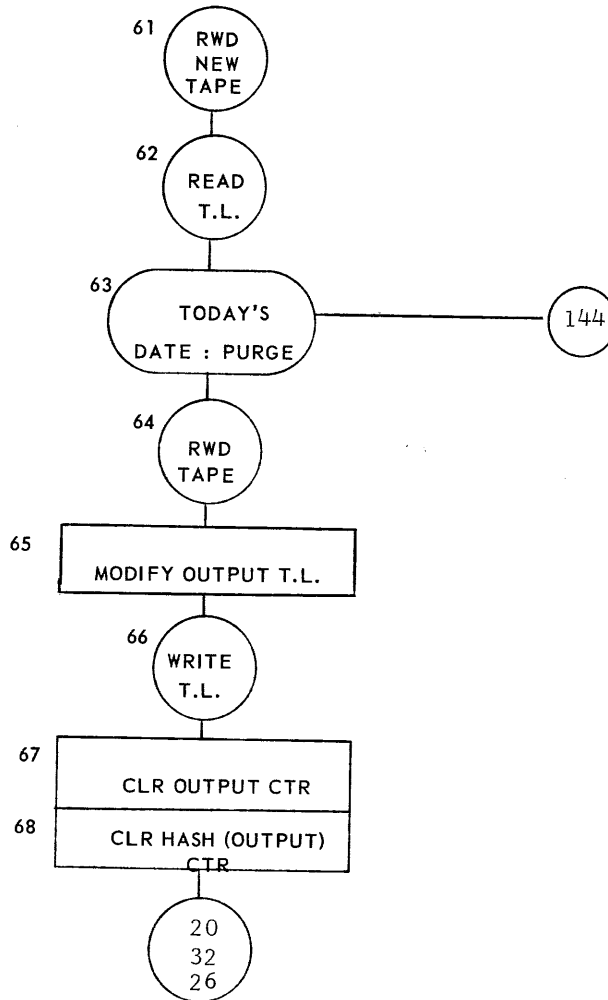 61
RWD
NEW
TAPE
62
READ
T.L.
63
TODAY'S
DATE : PURGE
144
64
RWD
TAPE
65
MODIFY OUTPUT T.L.
66
WRITE
T.L.
67
CLR OUTPUT CTR
68
CLR HASH (OUTPUT)
CTR
20
32
26